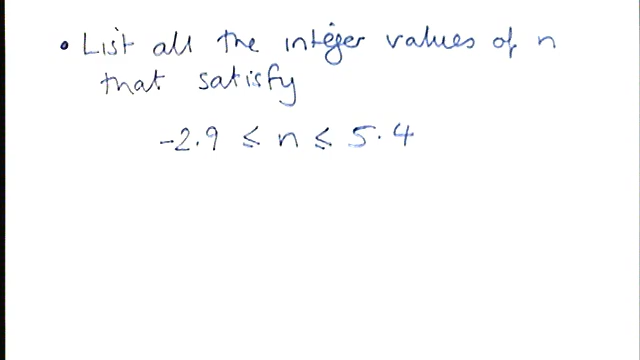 • List all the integer values of n
that satisfy
-2.9 ≤ n ≤ 5.4